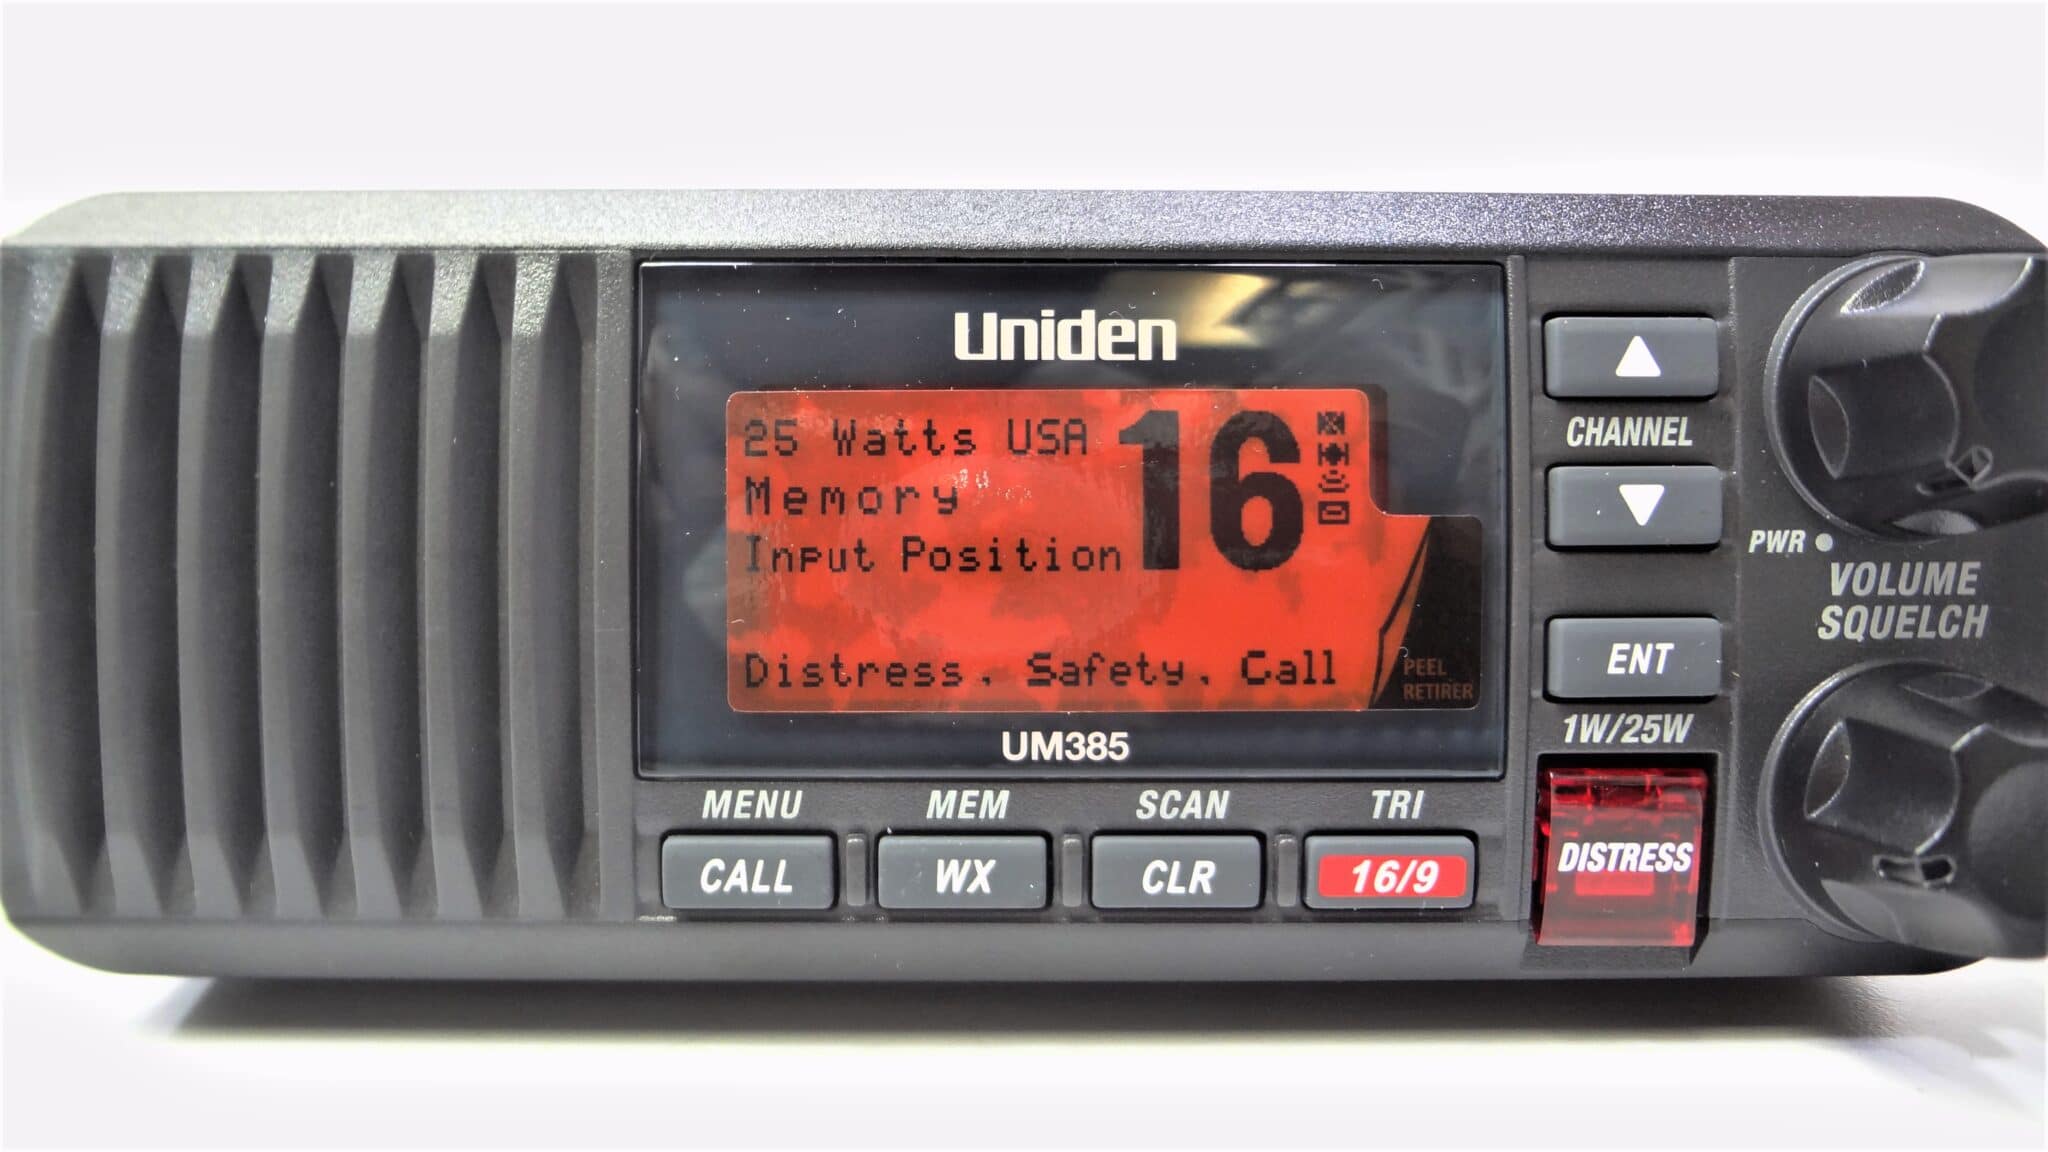 Uniden
25 Watts USA 16
Memory
Input Position
Distress, Safety, Call
PEEL
RETIRER
UM385
MENU MEM SCAN TRI
CALL WX CLR 16/9
CHANNEL
ENT
1W/25W
DISTRESS
PWR
VOLUME
SQUELCH